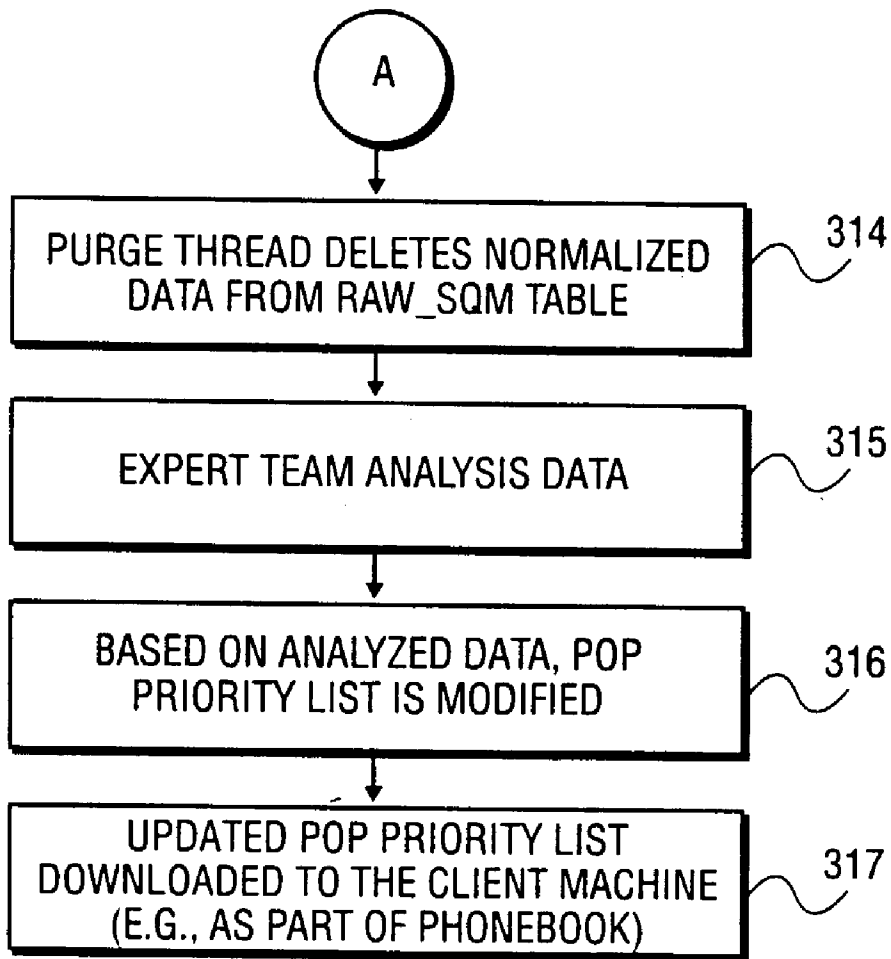 A
PURGE THREAD DELETES NORMALIZED
DATA FROM RAW_SQM TABLE
314
EXPERT TEAM ANALYSIS DATA
315
BASED ON ANALYZED DATA, POP
PRIORITY LIST IS MODIFIED
316
UPDATED POP PRIORITY LIST
DOWNLOADED TO THE CLIENT MACHINE
(E.G., AS PART OF PHONEBOOK)
317